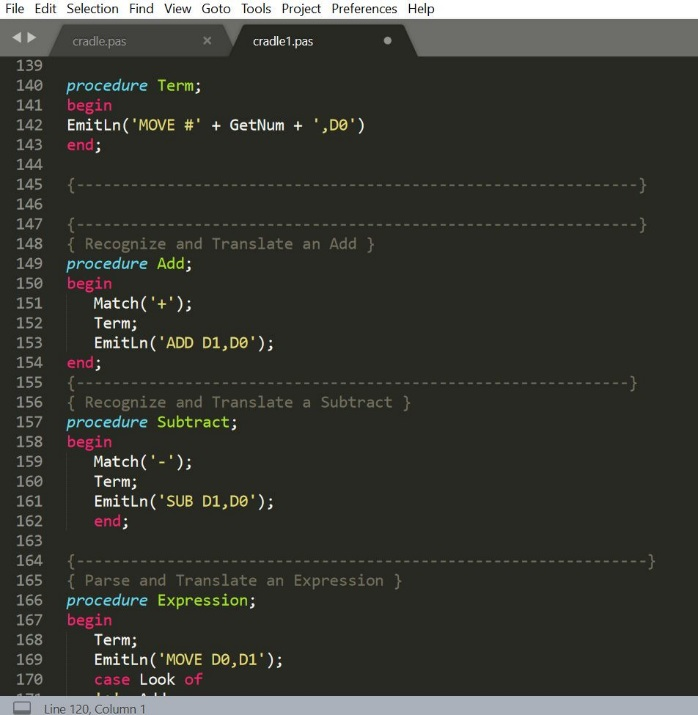 File Edit Selection Find View Goto Tools Project Preferences Help
cradle.pas × cradle1.pas
139
140 procedure Term;
141 begin
142 EmitLn('MOVE #' + GetNum + ',D0')
143 end;
144
145 {--------------------------------------------------------------}
146
147 {--------------------------------------------------------------}
148 { Recognize and Translate an Add }
149 procedure Add;
150 begin
151 Match('+');
152 Term;
153 EmitLn('ADD D1,D0');
154 end;
155 {-------------------------------------------------------------}
156 { Recognize and Translate a Subtract }
157 procedure Subtract;
158 begin
159 Match('-');
160 Term;
161 EmitLn('SUB D1,D0');
162 end;
163
164 {---------------------------------------------------------------}
165 { Parse and Translate an Expression }
166 procedure Expression;
167 begin
168 Term;
169 EmitLn('MOVE D0,D1');
170 case Look of
Line 120, Column 1